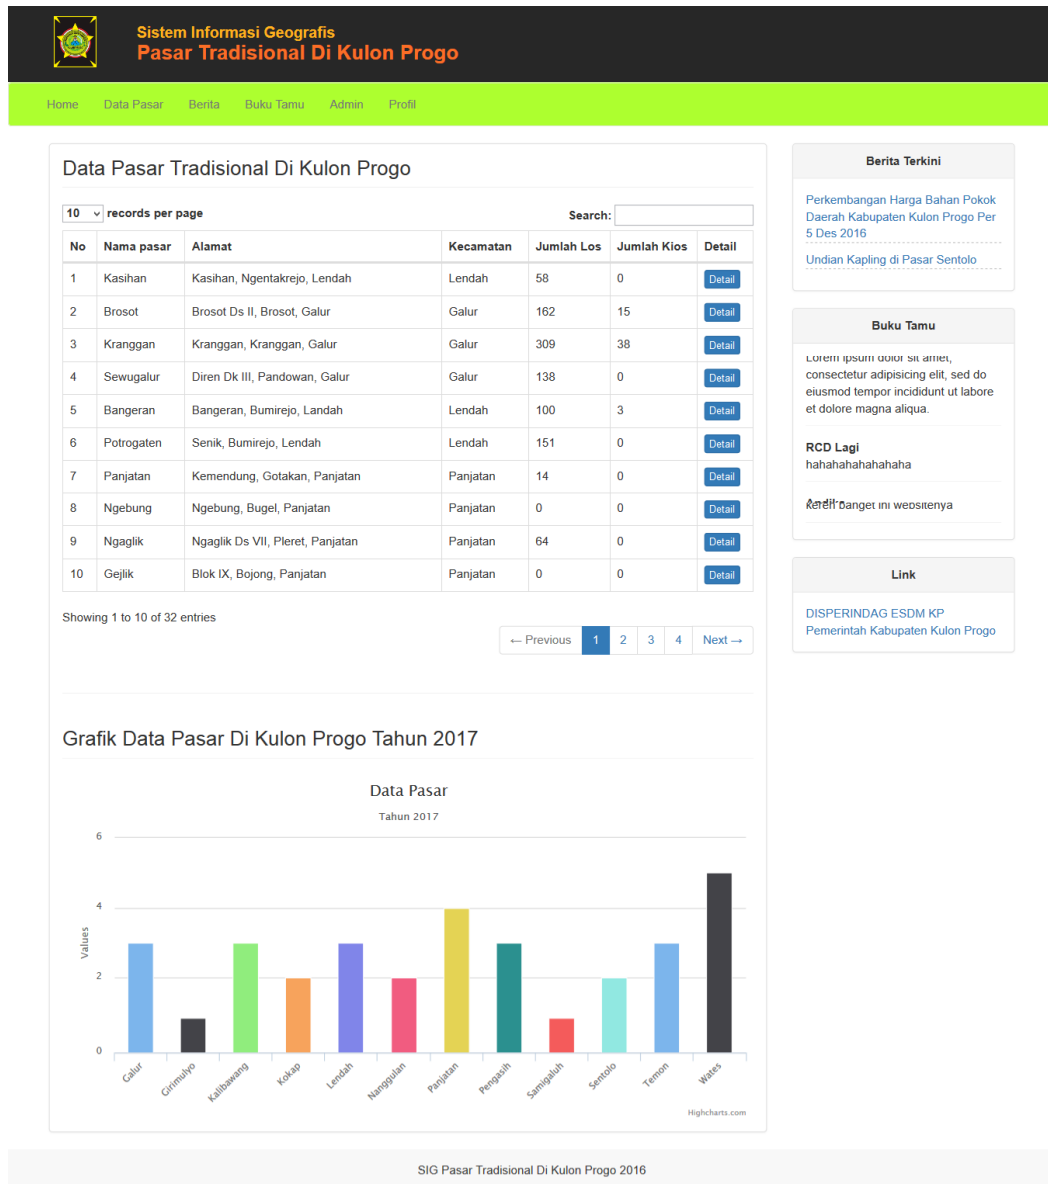 Sistem Informasi Geografis
Pasar Tradisional Di Kulon Progo
Home Data Pasar Berita Buku Tamu Admin Profil
Data Pasar Tradisional Di Kulon Progo
10 records per page Search:
No Nama pasar Alamat Kecamatan Jumlah Los Jumlah Kios Detail
1 Kasihan Kasihan, Ngentakrejo, Lendah Lendah 58 0 Detail
2 Brosot Brosot Ds II, Brosot, Galur Galur 162 15 Detail
3 Kranggan Kranggan, Kranggan, Galur Galur 309 38 Detail
4 Sewugalur Diren Dk III, Pandowan, Galur Galur 138 0 Detail
5 Bangeran Bangeran, Bumirejo, Landah Lendah 100 3 Detail
6 Potrogaten Senik, Bumirejo, Lendah Lendah 151 0 Detail
7 Panjatan Kemendung, Gotakan, Panjatan Panjatan 14 0 Detail
8 Ngebung Ngebung, Bugel, Panjatan Panjatan 0 0 Detail
9 Ngaglik Ngaglik Ds VII, Pleret, Panjatan Panjatan 64 0 Detail
10 Gejlik Blok IX, Bojong, Panjatan Panjatan 0 0 Detail
Showing 1 to 10 of 32 entries
← Previous 1 2 3 4 Next →
Grafik Data Pasar Di Kulon Progo Tahun 2017
Data Pasar
Tahun 2017
Values
6
4
2
0
Galur Girimulyo Kalibawang Kokap Lendah Nanggulan Panjatan Pengasih Samigaluh Sentolo Temon Wates
Highcharts.com
Berita Terkini
Perkembangan Harga Bahan Pokok
Daerah Kabupaten Kulon Progo Per
5 Des 2016
Undian Kapling di Pasar Sentolo
Buku Tamu
Lorem ipsum dolor sit amet,
consectetur adipisicing elit, sed do
eiusmod tempor incididunt ut labore
et dolore magna aliqua.
RCD Lagi
hahahahahahahaha
keren banget ini websitenya
Link
DISPERINDAG ESDM KP
Pemerintah Kabupaten Kulon Progo
SIG Pasar Tradisional Di Kulon Progo 2016